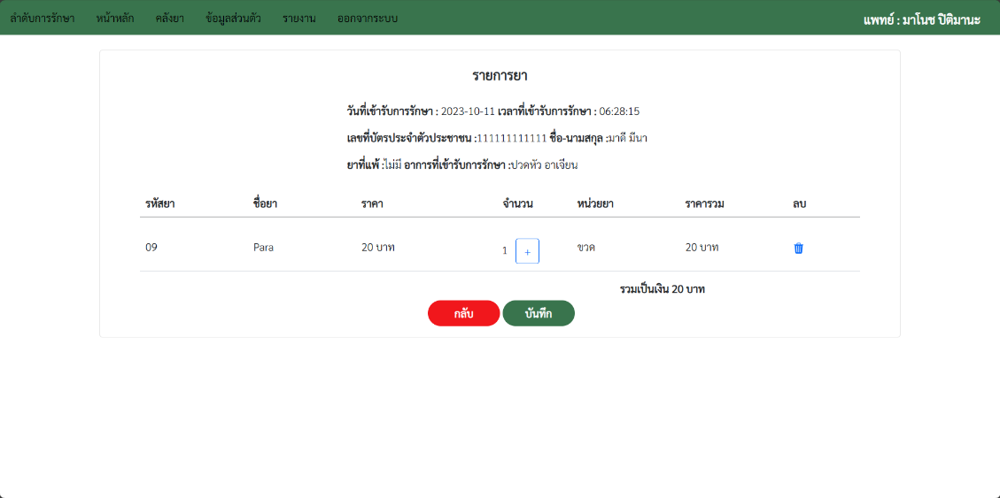 ลำดับการรักษา หน้าหลัก คลังยา ข้อมูลส่วนตัว รายงาน ออกจากระบบ แพทย์ : มาโนช ปิติมานะ
รายการยา
วันที่เข้ารับการรักษา : 2023-10-11 เวลาที่เข้ารับการรักษา : 06:28:15
เลขที่บัตรประจำตัวประชาชน :111111111111 ชื่อ-นามสกุล :มาดี มีนา
ยาที่แพ้ :ไม่มี อาการที่เข้ารับการรักษา :ปวดหัว อาเจียน
รหัสยา ชื่อยา ราคา จำนวน หน่วยยา ราคารวม ลบ
09 Para 20 บาท 1 + ขวด 20 บาท
รวมเป็นเงิน 20 บาท
กลับ บันทึก